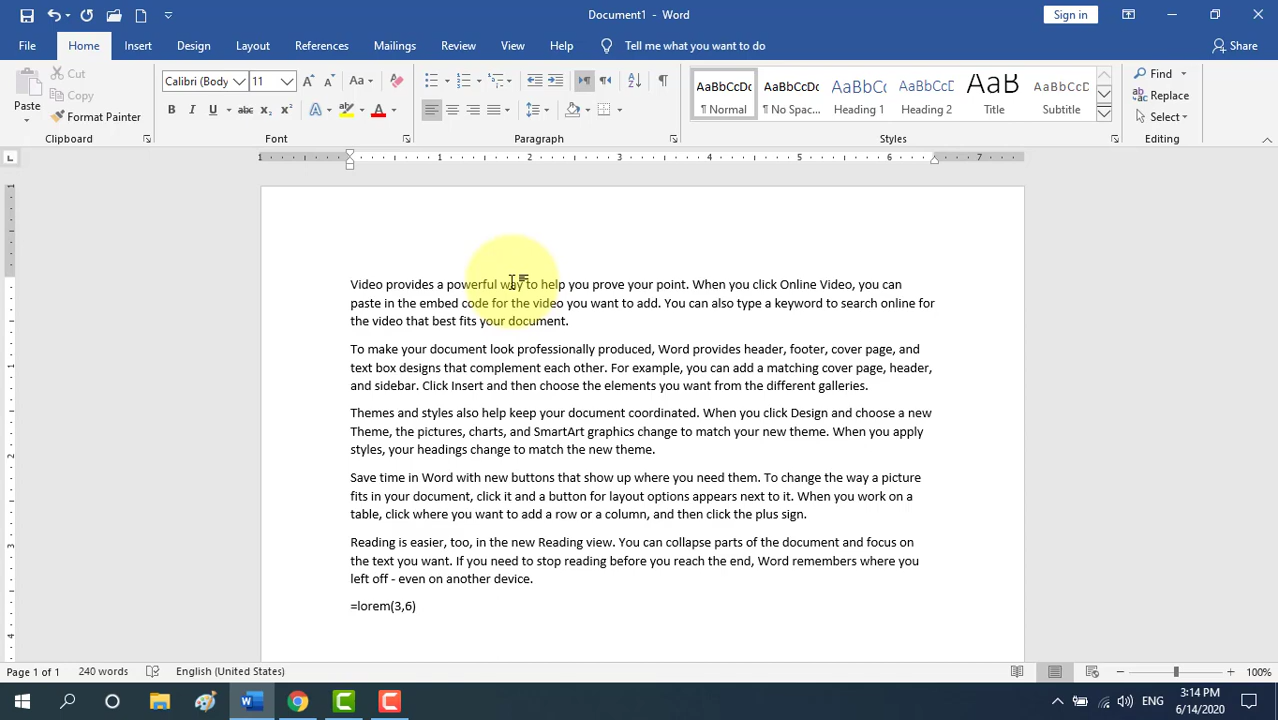 Document1 - Word
Sign in
File Home Insert Design Layout References Mailings Review View Help Tell me what you want to do Share
Paste
Cut
Copy
Format Painter
Calibri (Body 11
Aa
B I U abc x₂ x²
AaBbCcDc AaBbCcDc AaBbCc AaBbCcC AaB AaBbCcD
¶ Normal ¶ No Spac... Heading 1 Heading 2 Title Subtitle
Find
Replace
Select
Clipboard Font Paragraph Styles Editing
1 1 2 3 4 5 6 7
Video provides a powerful way to help you prove your point. When you click Online Video, you can
paste in the embed code for the video you want to add. You can also type a keyword to search online for
the video that best fits your document.
To make your document look professionally produced, Word provides header, footer, cover page, and
text box designs that complement each other. For example, you can add a matching cover page, header,
and sidebar. Click Insert and then choose the elements you want from the different galleries.
Themes and styles also help keep your document coordinated. When you click Design and choose a new
Theme, the pictures, charts, and SmartArt graphics change to match your new theme. When you apply
styles, your headings change to match the new theme.
Save time in Word with new buttons that show up where you need them. To change the way a picture
fits in your document, click it and a button for layout options appears next to it. When you work on a
table, click where you want to add a row or a column, and then click the plus sign.
Reading is easier, too, in the new Reading view. You can collapse parts of the document and focus on
the text you want. If you need to stop reading before you reach the end, Word remembers where you
left off - even on another device.
=lorem(3,6)
Page 1 of 1 240 words English (United States) 100%
ENG
3:14 PM
6/14/2020